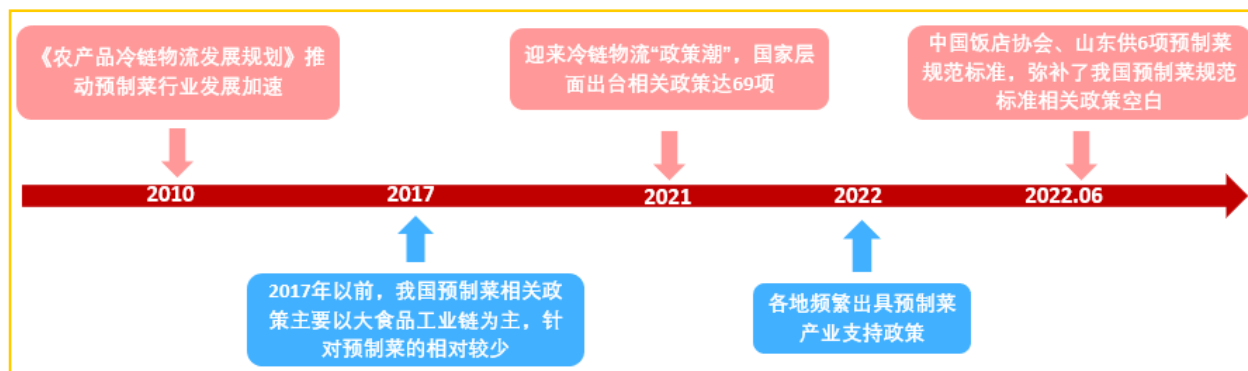 《农产品冷链物流发展规划》推
动预制菜行业发展加速
迎来冷链物流“政策潮”，国家层
面出台相关政策达69项
中国饭店协会、山东供6项预制菜
规范标准，弥补了我国预制菜规范
标准相关政策空白
2010
2017
2021
2022
2022.06
2017年以前，我国预制菜相关政
策主要以大食品工业链为主，针
对预制菜的相对较少
各地频繁出具预制菜
产业支持政策